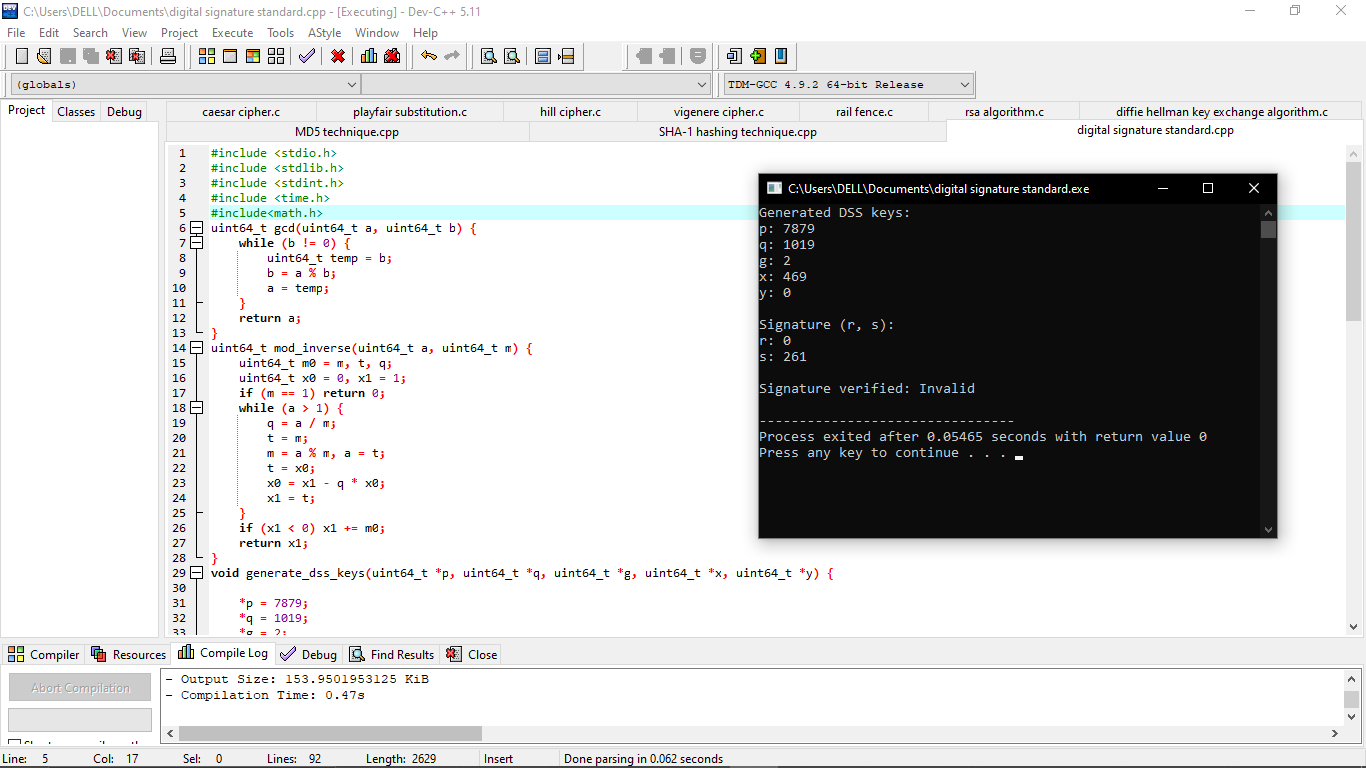 C:\Users\DELL\Documents\digital signature standard.cpp - [Executing] - Dev-C++ 5.11
File Edit Search View Project Execute Tools AStyle Window Help
(globals)
TDM-GCC 4.9.2 64-bit Release
Project Classes Debug
caesar cipher.c playfair substitution.c hill cipher.c vigenere cipher.c rail fence.c rsa algorithm.c diffie hellman key exchange algorithm.c
MD5 technique.cpp SHA-1 hashing technique.cpp digital signature standard.cpp
1 #include <stdio.h>
2 #include <stdlib.h>
3 #include <stdint.h>
4 #include <time.h>
5 #include<math.h>
6 uint64_t gcd(uint64_t a, uint64_t b) {
7 while (b != 0) {
8 uint64_t temp = b;
9 b = a % b;
10 a = temp;
11 }
12 return a;
13 }
14 uint64_t mod_inverse(uint64_t a, uint64_t m) {
15 uint64_t m0 = m, t, q;
16 uint64_t x0 = 0, x1 = 1;
17 if (m == 1) return 0;
18 while (a > 1) {
19 q = a / m;
20 t = m;
21 m = a % m, a = t;
22 t = x0;
23 x0 = x1 - q * x0;
24 x1 = t;
25 }
26 if (x1 < 0) x1 += m0;
27 return x1;
28 }
29 void generate_dss_keys(uint64_t *p, uint64_t *q, uint64_t *g, uint64_t *x, uint64_t *y) {
30
31 *p = 7879;
32 *q = 1019;
33 *g = 2;
C:\Users\DELL\Documents\digital signature standard.exe
Generated DSS keys:
p: 7879
q: 1019
g: 2
x: 469
y: 0
Signature (r, s):
r: 0
s: 261
Signature verified: Invalid
--------------------------------
Process exited after 0.05465 seconds with return value 0
Press any key to continue . . .
Compiler Resources Compile Log Debug Find Results Close
Abort Compilation
- Output Size: 153.9501953125 KiB
- Compilation Time: 0.47s
Line: 5 Col: 17 Sel: 0 Lines: 92 Length: 2629 Insert Done parsing in 0.062 seconds